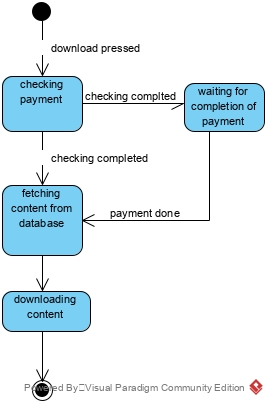 download pressed
checking
payment
checking complted
waiting for
completion of
payment
checking completed
fetching
content from
database
payment done
downloading
content
Powered By Visual Paradigm Community Edition